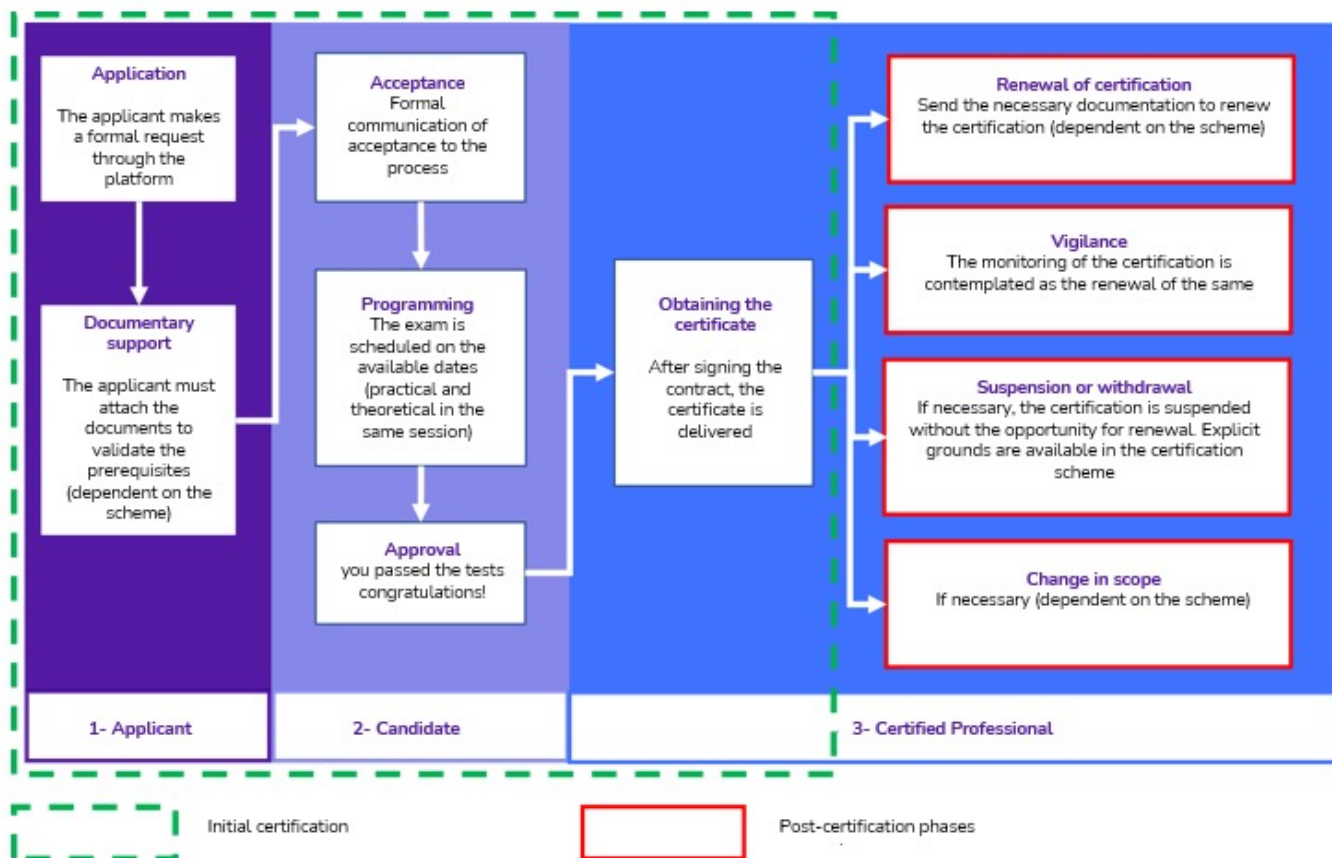 Application
The applicant makes
a formal request
through the
platform
Documentary
support
The applicant must
attach the
documents to
validate the
prerequisites
(dependent on the
scheme)
Acceptance
Formal
communication of
acceptance to the
process
Programming
The exam is
scheduled on the
available dates
(practical and
theoretical in the
same session)
Approval
you passed the tests
congratulations!
Obtaining the
certificate
After signing the
contract, the
certificate is
delivered
Renewal of certification
Send the necessary documentation to renew
the certification (dependent on the scheme)
Vigilance
The monitoring of the certification is
contemplated as the renewal of the same
Suspension or withdrawal
If necessary, the certification is suspended
without the opportunity for renewal. Explicit
grounds are available in the certification
scheme
Change in scope
If necessary (dependent on the scheme)
1- Applicant
2- Candidate
3- Certified Professional
Initial certification
Post-certification phases